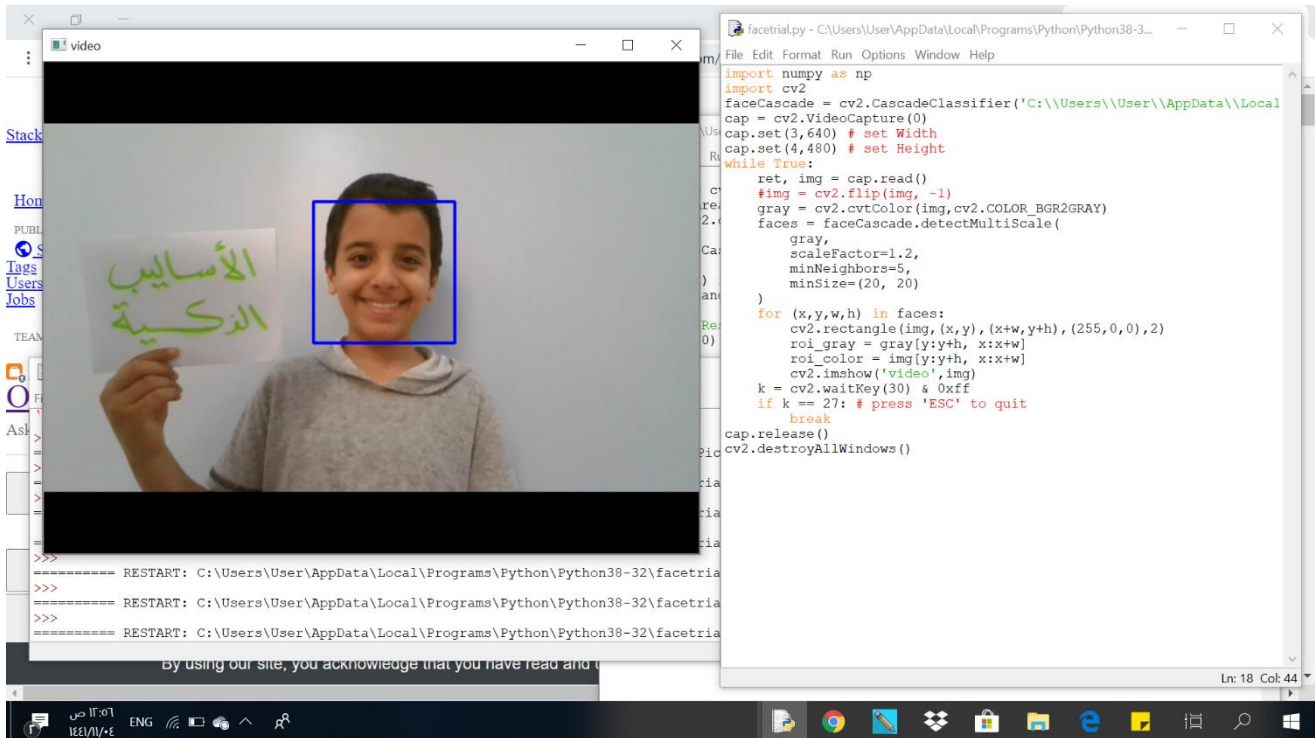 video
Stack
Hom
PUBL
Tags
Users
Jobs
TEAM
Ask
الأساليب
الذكية
facetrial.py - C:\Users\User\AppData\Local\Programs\Python\Python38-3...
File Edit Format Run Options Window Help
import numpy as np
import cv2
faceCascade = cv2.CascadeClassifier('C:\\Users\\User\\AppData\\Local
cap = cv2.VideoCapture(0)
cap.set(3,640) # set Width
cap.set(4,480) # set Height
while True:
    ret, img = cap.read()
    #img = cv2.flip(img, -1)
    gray = cv2.cvtColor(img,cv2.COLOR_BGR2GRAY)
    faces = faceCascade.detectMultiScale(
        gray,
        scaleFactor=1.2,
        minNeighbors=5,
        minSize=(20, 20)
    )
    for (x,y,w,h) in faces:
        cv2.rectangle(img,(x,y),(x+w,y+h),(255,0,0),2)
        roi_gray = gray[y:y+h, x:x+w]
        roi_color = img[y:y+h, x:x+w]
        cv2.imshow('video',img)
    k = cv2.waitKey(30) & 0xff
    if k == 27: # press 'ESC' to quit
        break
cap.release()
cv2.destroyAllWindows()
>>>
========== RESTART: C:\Users\User\AppData\Local\Programs\Python\Python38-32\facetria
>>>
========== RESTART: C:\Users\User\AppData\Local\Programs\Python\Python38-32\facetria
>>>
========== RESTART: C:\Users\User\AppData\Local\Programs\Python\Python38-32\facetria
By using our site, you acknowledge that you have read and u
Ln: 18 Col: 44
١٢:٥٦ ص
١٤٤١/١١/٠٤
ENG